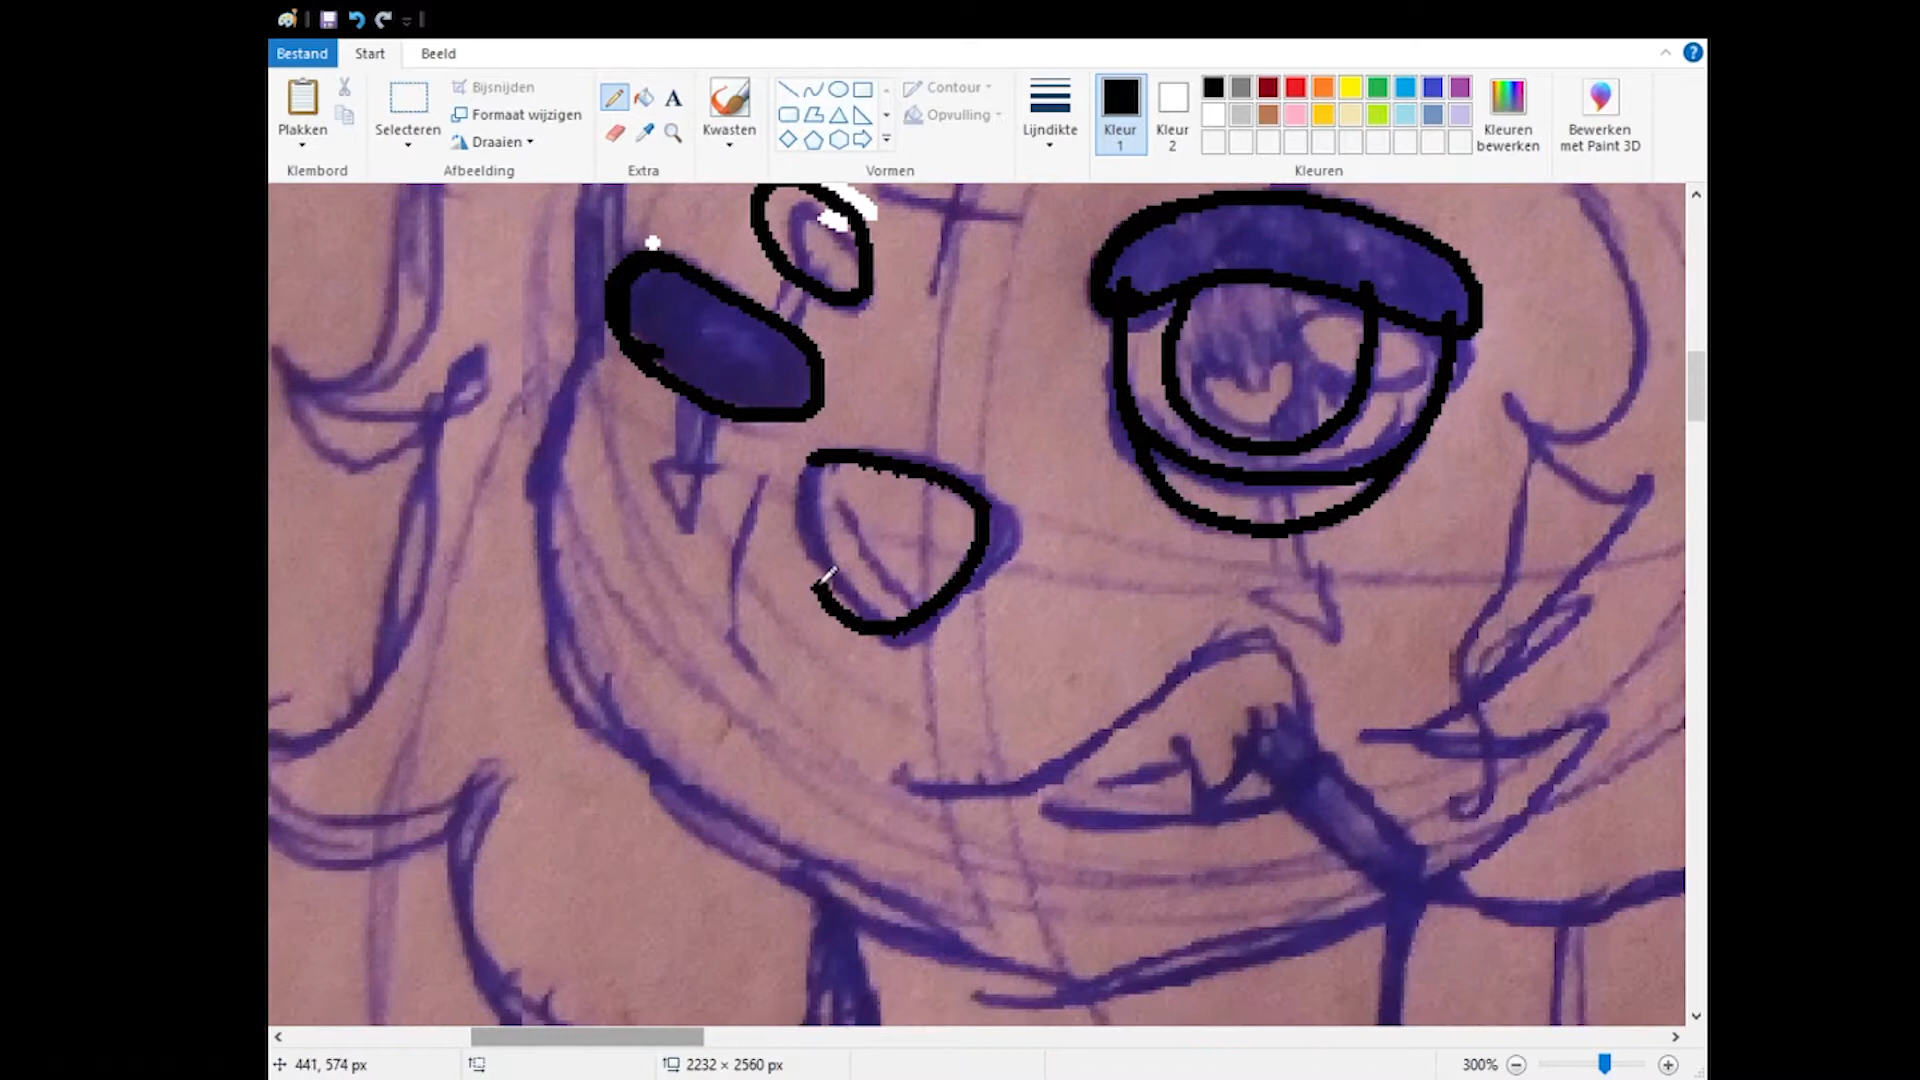 Bestand Start Beeld
Plakken
Klembord
Selecteren
Bijsnijden
Formaat wijzigen
Draaien
Afbeelding
A
Extra
Kwasten
Contour
Opvulling
Vormen
Lijndikte
Kleur
1
Kleur
2
Kleuren
bewerken
Kleuren
Bewerken
met Paint 3D
?
441, 574 px
2232 × 2560 px
300%